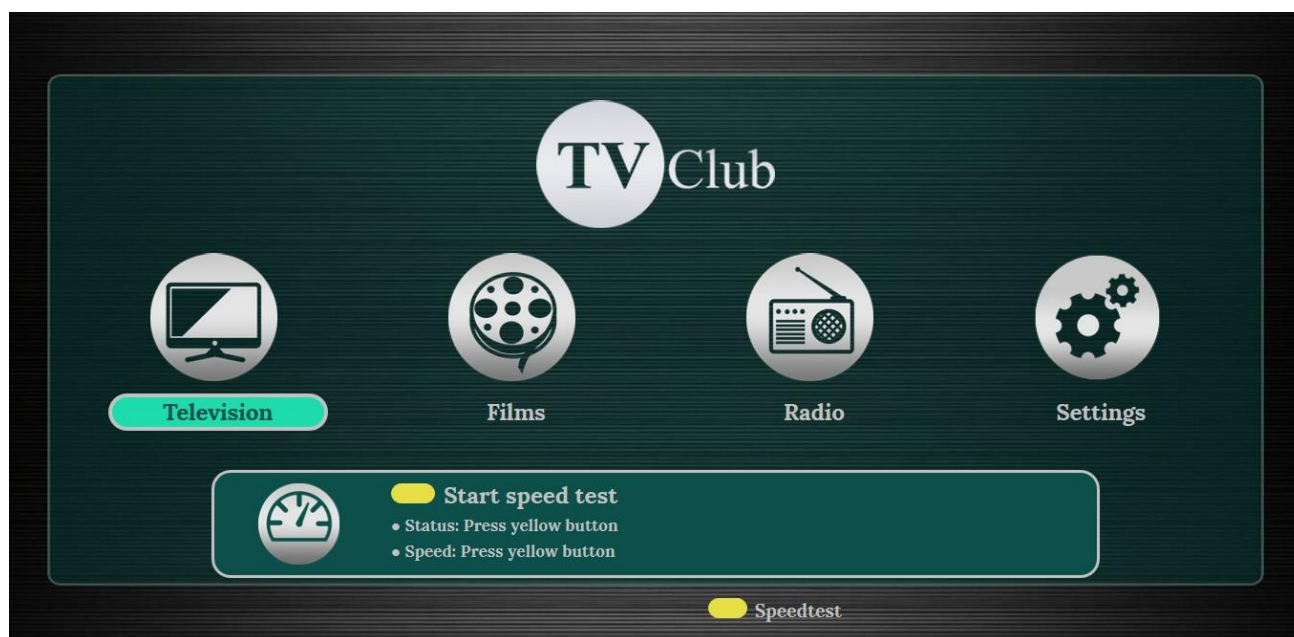 TV Club
Television
Films
Radio
Settings
Start speed test
• Status: Press yellow button
• Speed: Press yellow button
Speedtest